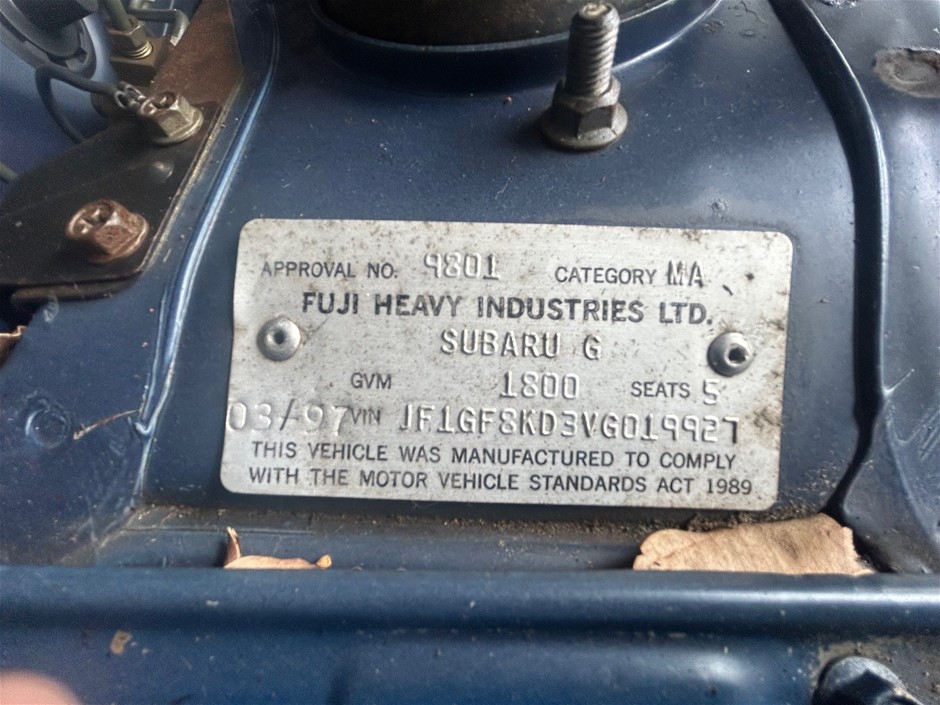 APPROVAL NO. 9801 CATEGORY MA
FUJI HEAVY INDUSTRIES LTD.
SUBARU G
GVM 1800 SEATS 5
03/97 VIN JF1GF8KD3VG019927
THIS VEHICLE WAS MANUFACTURED TO COMPLY
WITH THE MOTOR VEHICLE STANDARDS ACT 1989